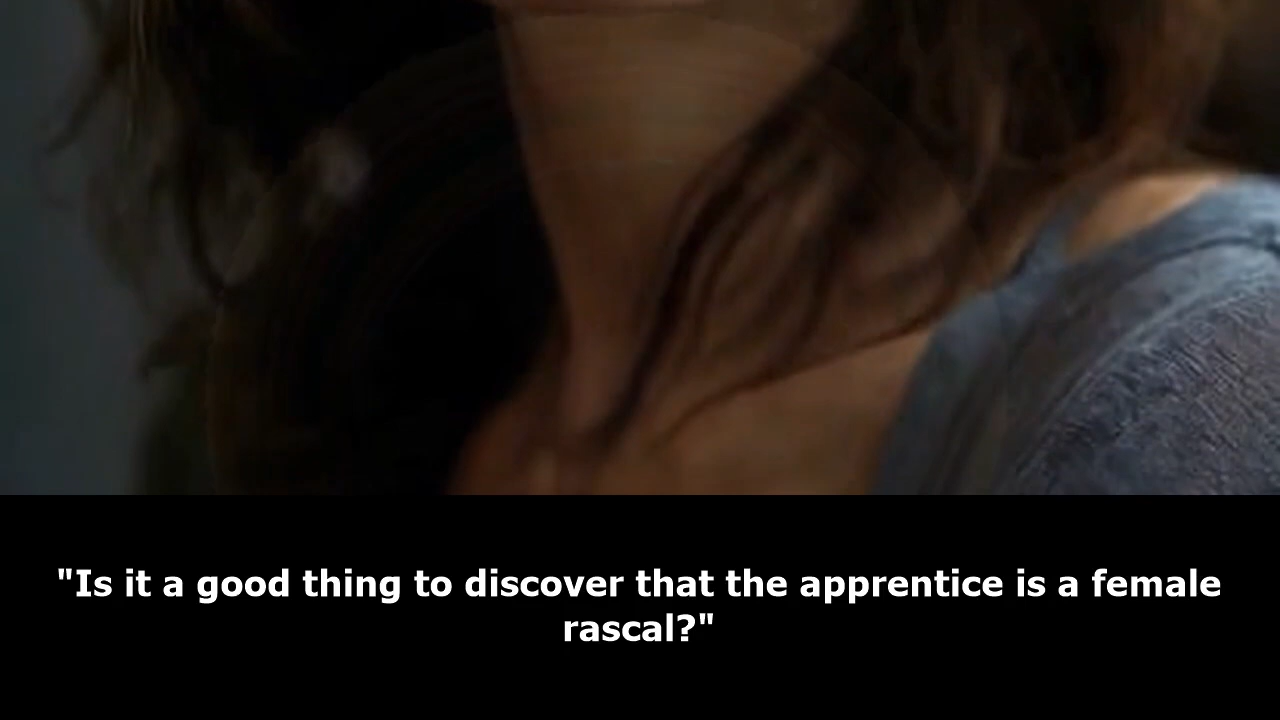 "Is it a good thing to discover that the apprentice is a female
rascal?"